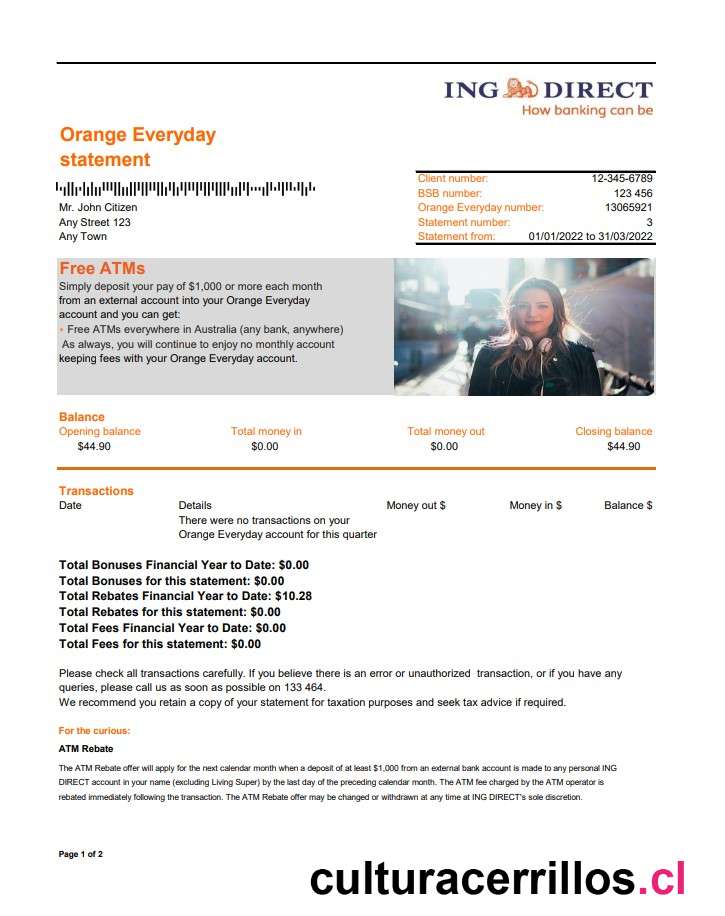 ING DIRECT
How banking can be
Orange Everyday
statement
Client number: 12-345-6789
BSB number: 123 456
Mr. John Citizen
Orange Everyday number: 13065921
Any Street 123
Statement number: 3
Any Town
Statement from: 01/01/2022 to 31/03/2022
Free ATMs
Simply deposit your pay of $1,000 or more each month
from an external account into your Orange Everyday
account and you can get:
• Free ATMs everywhere in Australia (any bank, anywhere)
As always, you will continue to enjoy no monthly account
keeping fees with your Orange Everyday account.
Balance
Opening balance Total money in Total money out Closing balance
$44.90 $0.00 $0.00 $44.90
Transactions
Date Details Money out $ Money in $ Balance $
There were no transactions on your
Orange Everyday account for this quarter
Total Bonuses Financial Year to Date: $0.00
Total Bonuses for this statement: $0.00
Total Rebates Financial Year to Date: $10.28
Total Rebates for this statement: $0.00
Total Fees Financial Year to Date: $0.00
Total Fees for this statement: $0.00
Please check all transactions carefully. If you believe there is an error or unauthorized transaction, or if you have any
queries, please call us as soon as possible on 133 464.
We recommend you retain a copy of your statement for taxation purposes and seek tax advice if required.
For the curious:
ATM Rebate
The ATM Rebate offer will apply for the next calendar month when a deposit of at least $1,000 from an external bank account is made to any personal ING
DIRECT account in your name (excluding Living Super) by the last day of the preceding calendar month. The ATM fee charged by the ATM operator is
rebated immediately following the transaction. The ATM Rebate offer may be changed or withdrawn at any time at ING DIRECT's sole discretion.
Page 1 of 2
culturacerrillos.cl